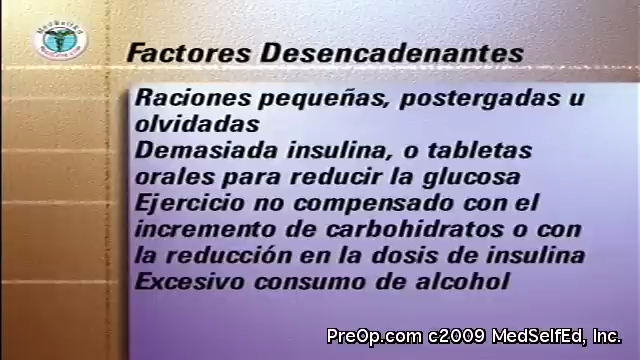 Factores Desencadenantes
Raciones pequeñas, postergadas u
olvidadas
Demasiada insulina, o tabletas
orales para reducir la glucosa
Ejercicio no compensado con el
incremento de carbohidratos o con
la reducción en la dosis de insulina
Excesivo consumo de alcohol
PreOp.com c2009 MedSelfEd, Inc.